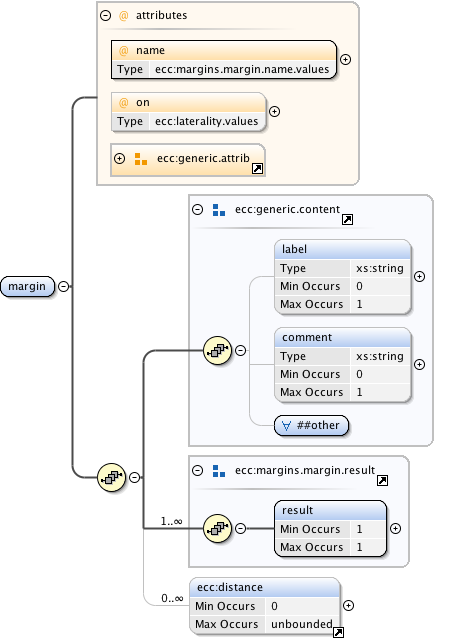 @ attributes
@ name
Type ecc:margins.margin.name.values
@ on
Type ecc:laterality.values
ecc:generic.attrib
ecc:generic.content
label
Type xs:string
Min Occurs 0
Max Occurs 1
margin
comment
Type xs:string
Min Occurs 0
Max Occurs 1
∀ ##other
ecc:margins.margin.result
1..∞
result
Min Occurs 1
Max Occurs 1
0..∞
ecc:distance
Min Occurs 0
Max Occurs unbounded